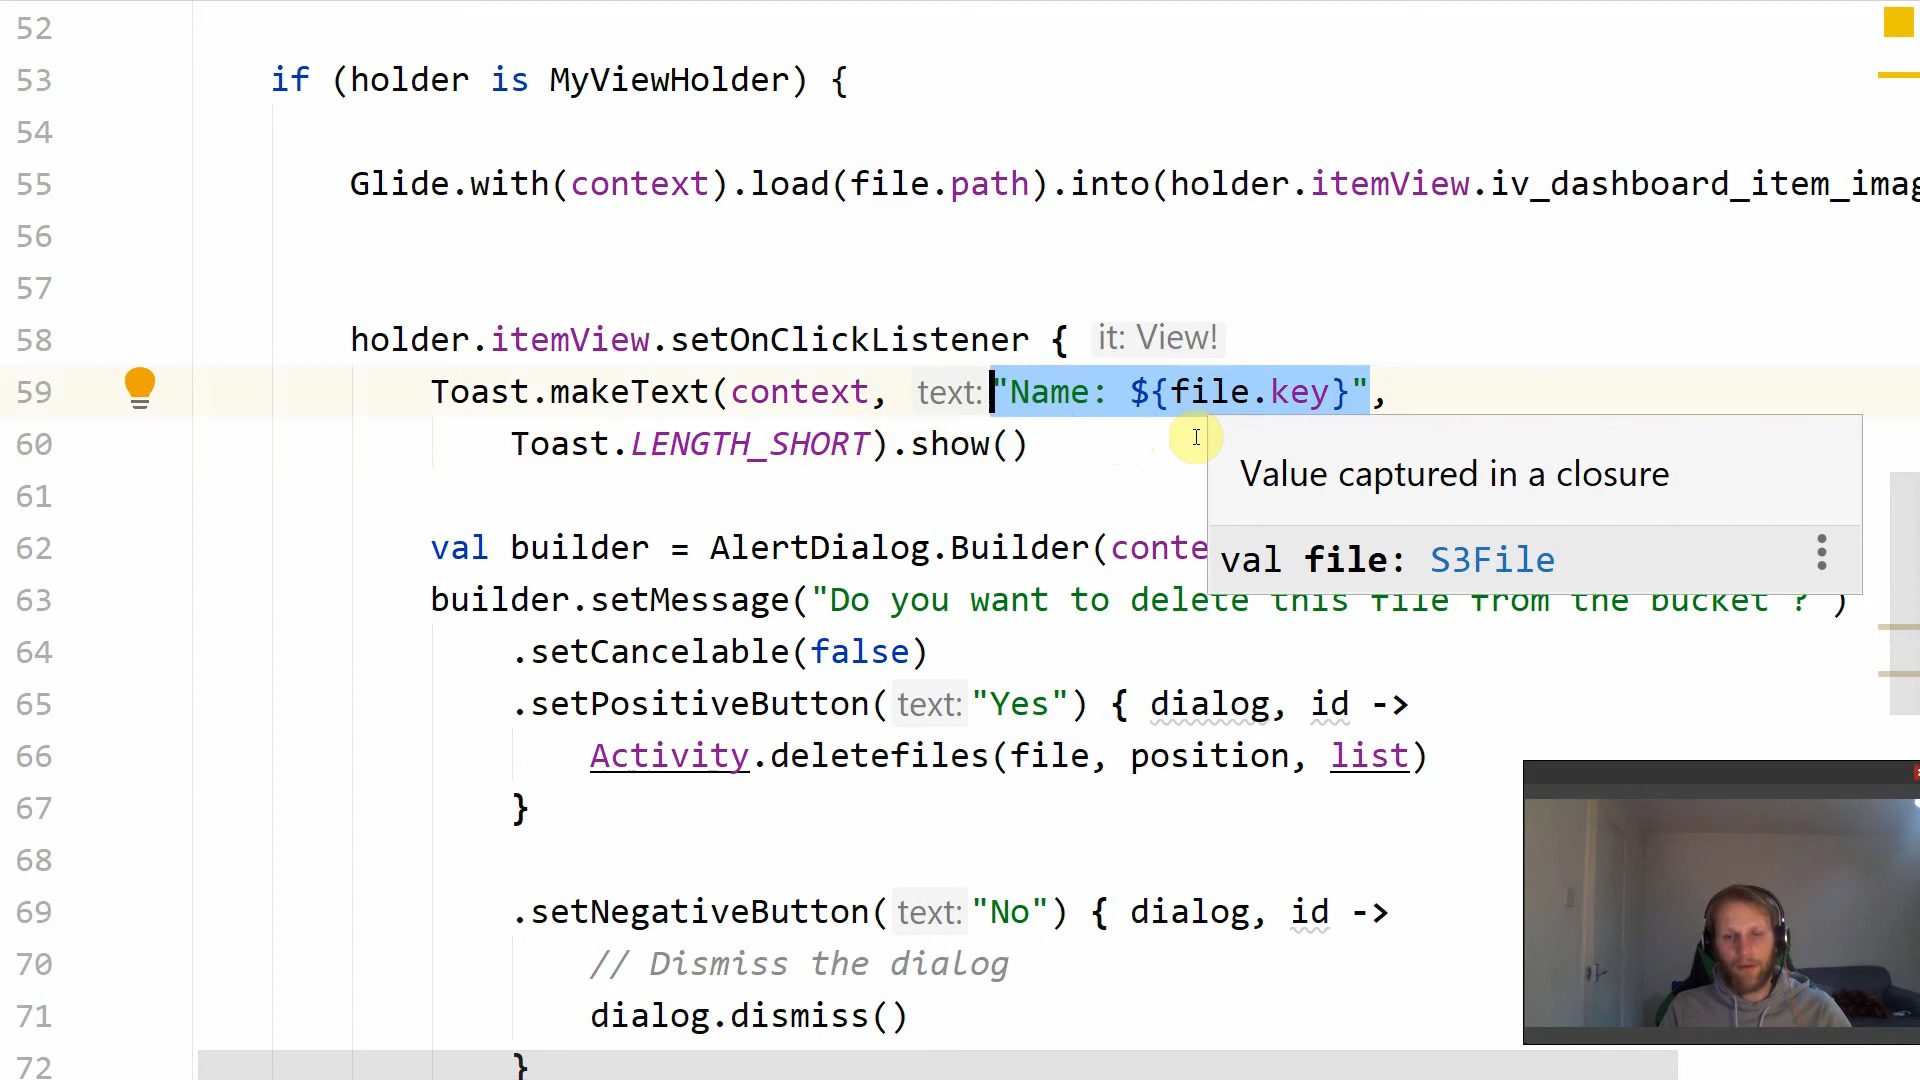 52
53 if (holder is MyViewHolder) {
54
55 Glide.with(context).load(file.path).into(holder.itemView.iv_dashboard_item_imag
56
57
58 holder.itemView.setOnClickListener { it: View!
59 Toast.makeText(context, text: "Name: ${file.key}",
60 Toast.LENGTH_SHORT).show()
Value captured in a closure
61
62 val builder = AlertDialog.Builder(conte
val file: S3File
63 builder.setMessage("Do you want to delete this file from the bucket ? )
64 .setCancelable(false)
65 .setPositiveButton( text: "Yes") { dialog, id ->
66 Activity.deletefiles(file, position, list)
67 }
68
69 .setNegativeButton( text: "No") { dialog, id ->
70 // Dismiss the dialog
71 dialog.dismiss()
72 }